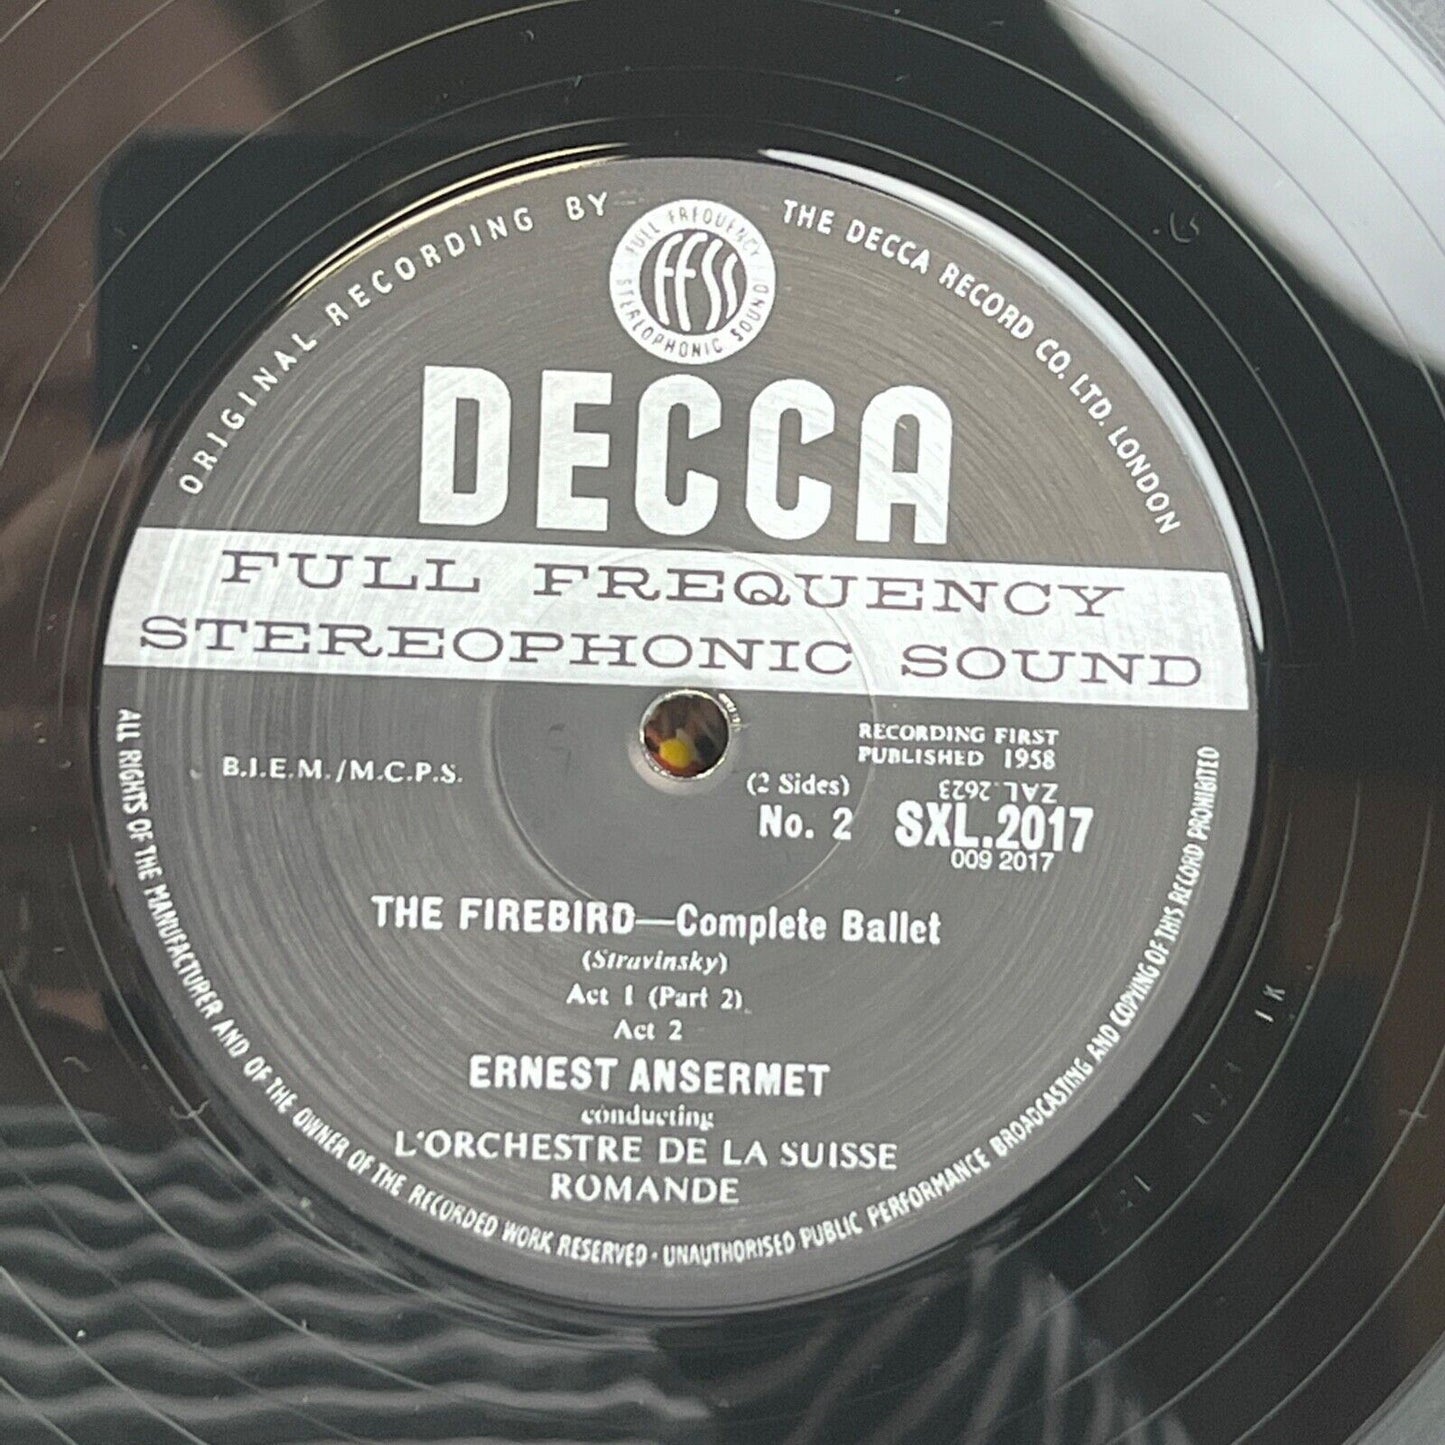 ORIGINAL RECORDING BY
THE DECCA RECORD CO. LTD. LONDON
FULL FREQUENCY
STEREOPHONIC SOUND
FFSS
DECCA
FULL FREQUENCY
STEREOPHONIC SOUND
RECORDING FIRST
PUBLISHED 1958
B.I.E.M./M.C.P.S.
(2 Sides)
ZAL.2623
No. 2
SXL.2017
009 2017
THE FIREBIRD—Complete Ballet
(Stravinsky)
Act 1 (Part 2)
Act 2
ERNEST ANSERMET
conducting
L'ORCHESTRE DE LA SUISSE
ROMANDE
ALL RIGHTS OF THE MANUFACTURER AND OF THE OWNER OF THE RECORDED WORK RESERVED · UNAUTHORISED PUBLIC PERFORMANCE BROADCASTING AND COPYING OF THIS RECORD PROHIBITED